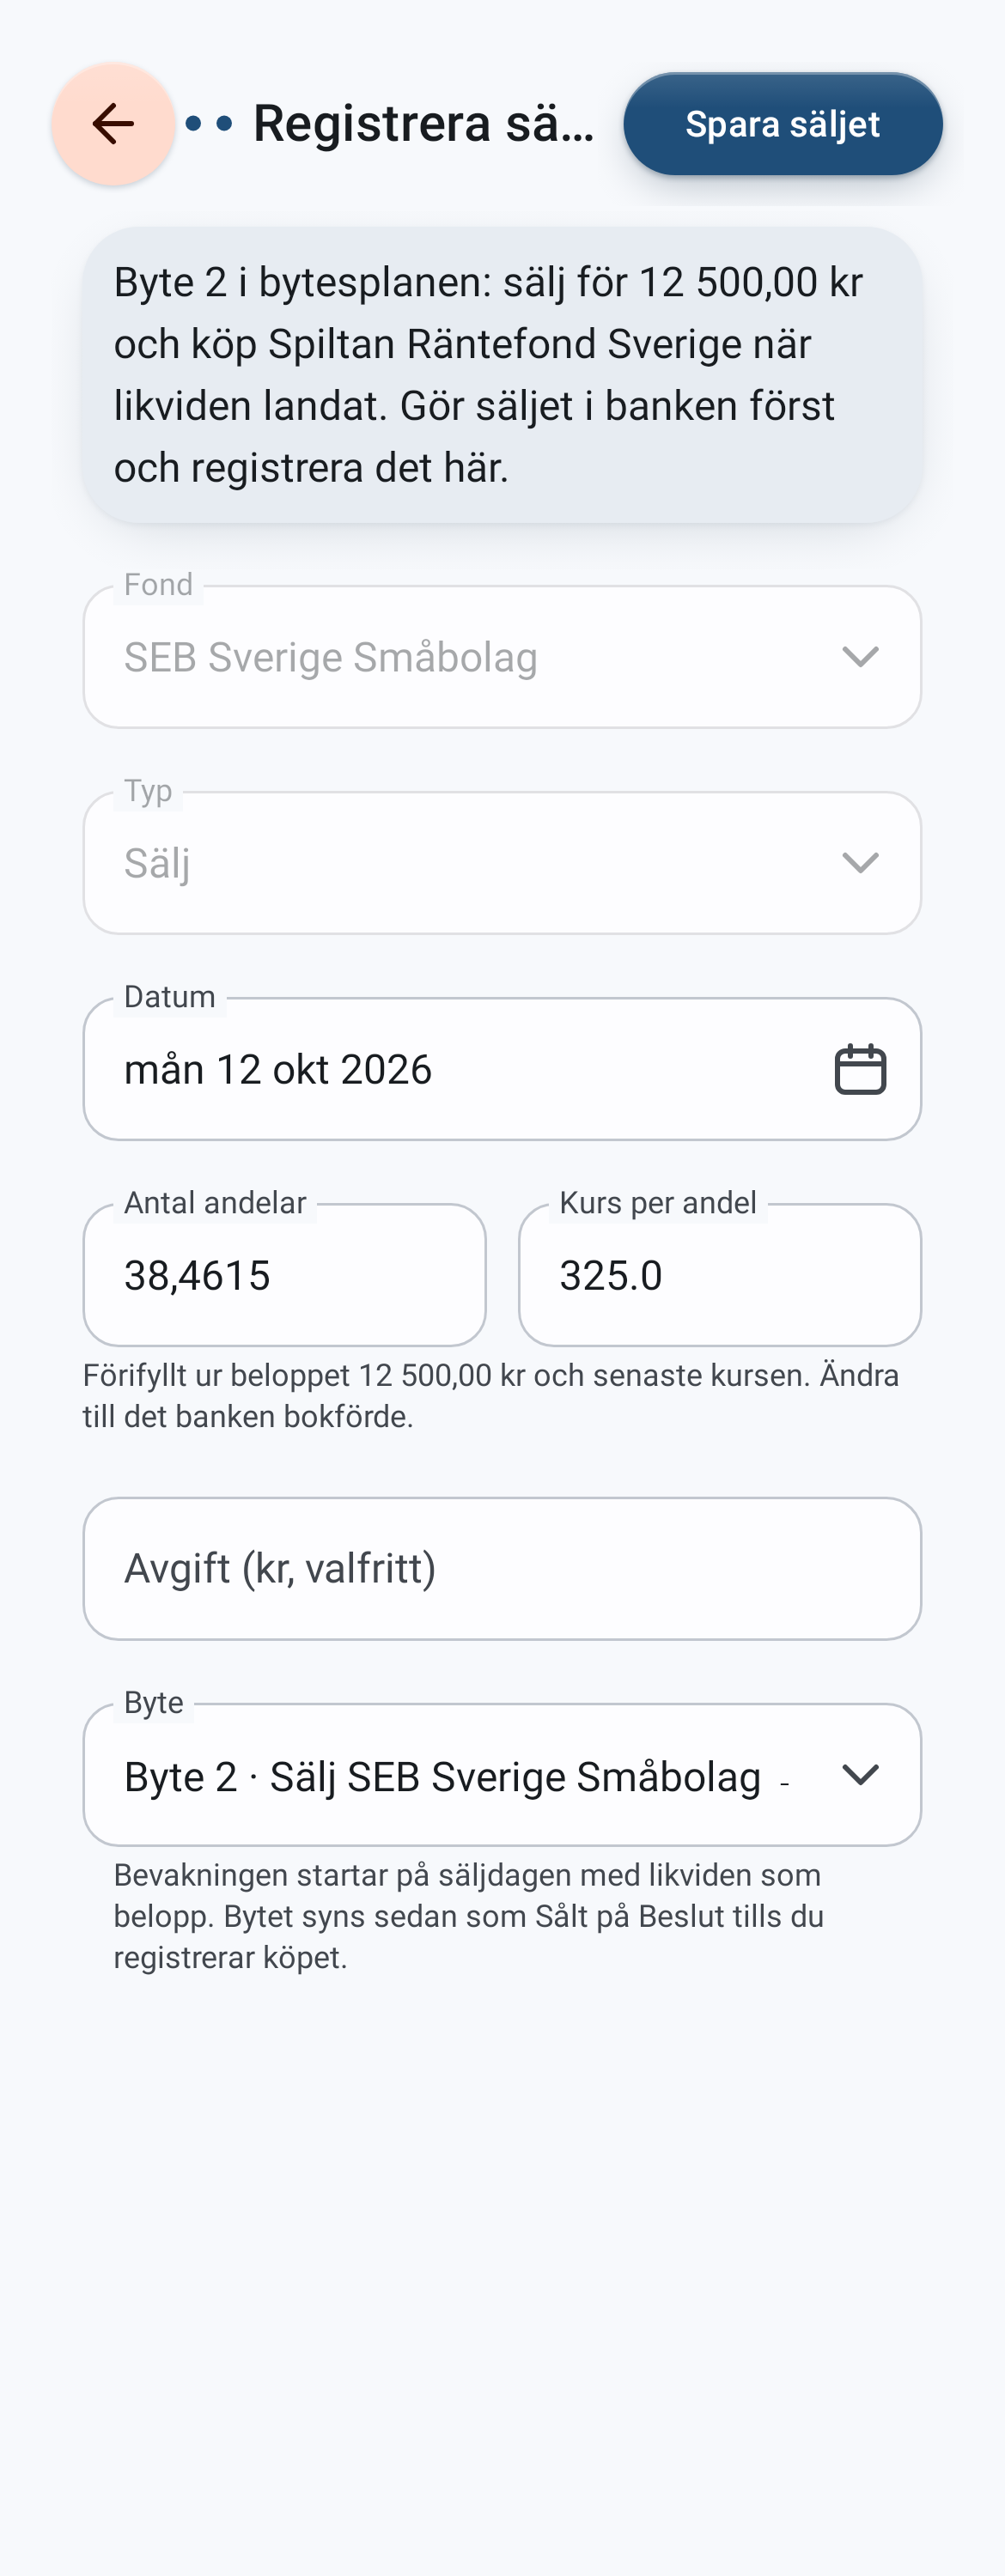 Registrera sä...
Spara säljet
Byte 2 i bytesplanen: sälj för 12 500,00 kr
och köp Spiltan Räntefond Sverige när
likviden landat. Gör säljet i banken först
och registrera det här.
Fond
SEB Sverige Småbolag
Typ
Sälj
Datum
mån 12 okt 2026
Antal andelar
38,4615
Kurs per andel
325.0
Förifyllt ur beloppet 12 500,00 kr och senaste kursen. Ändra
till det banken bokförde.
Avgift (kr, valfritt)
Byte
Byte 2 · Sälj SEB Sverige Småbolag
Bevakningen startar på säljdagen med likviden som
belopp. Bytet syns sedan som Sålt på Beslut tills du
registrerar köpet.